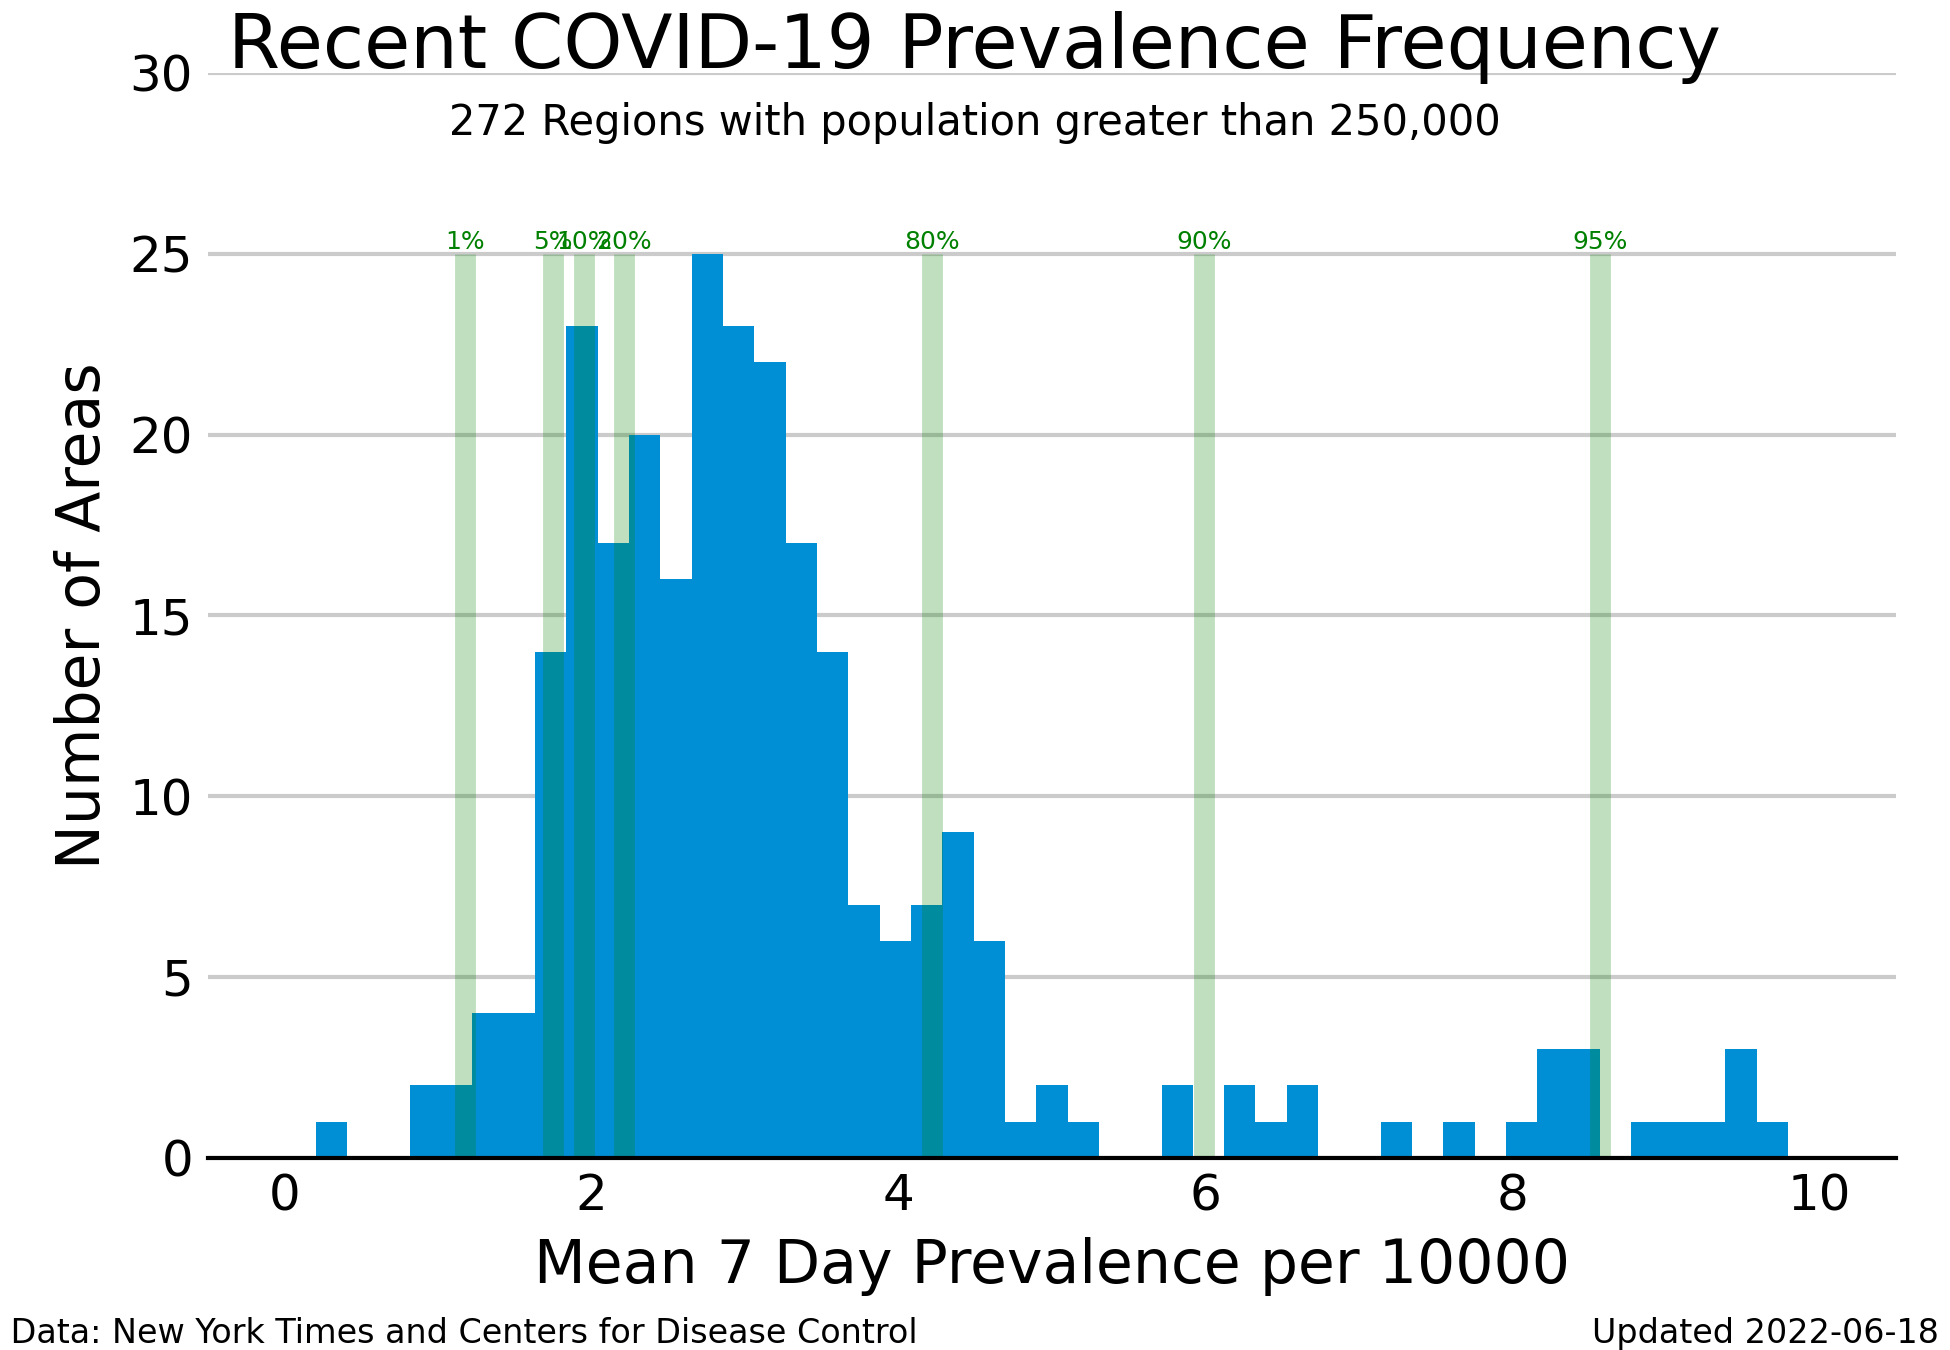 Recent COVID-19 Prevalence Frequency
272 Regions with population greater than 250,000
30
25
20
15
10
5
0
1% 5% 10% 20% 80% 90% 95%
Number of Areas
0 2 4 6 8 10
Mean 7 Day Prevalence per 10000
Data: New York Times and Centers for Disease Control
Updated 2022-06-18